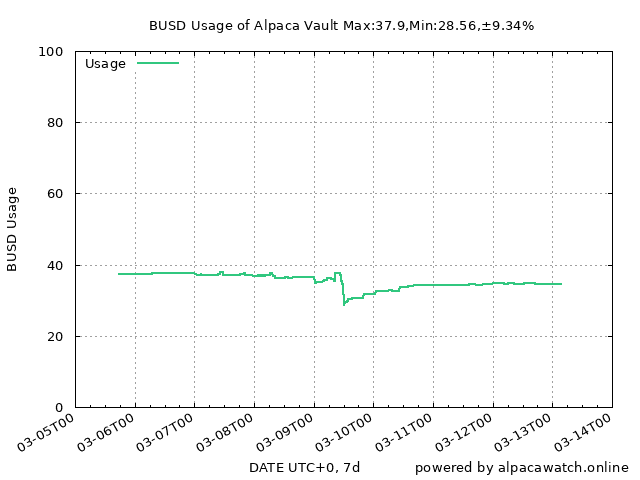 BUSD Usage of Alpaca Vault Max:37.9,Min:28.56,±9.34%
Usage
100
80
60
40
20
0
BUSD Usage
03-05T00 03-06T00 03-07T00 03-08T00 03-09T00 03-10T00 03-11T00 03-12T00 03-13T00 03-14T00
DATE UTC+0, 7d powered by alpacawatch.online